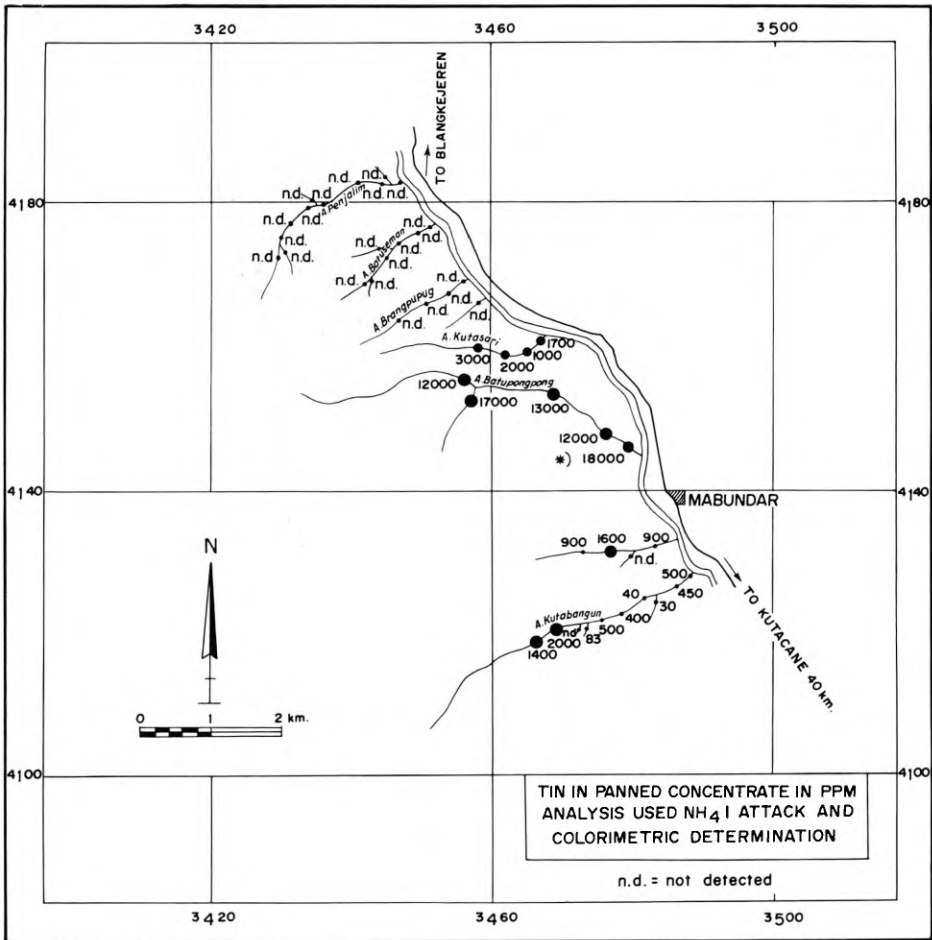 3420 3460 3500
TO BLANGKEJEREN
n.d. n.d.
n.d. n.d. n.d. n.d.
4180 4180
A. Penjalim
n.d.
n.d. n.d.
n.d. n.d.
n.d. n.d.
A. Batuseman
n.d.
n.d.
n.d. n.d.
n.d.
n.d.
A. Brangpupug
n.d.
n.d.
n.d.
A. Kutasari
1700
3000 2000 1000
A. Batupongpong
12000
17000 13000
12000
*) 18000
4140 4140
MABUNDAR
900 1600 900
n.d.
500
40 450
30
A. Kutabangun
400
500
nd 83
2000
1400
TO KUTACANE 40 km.
N
0 1 2 km.
4100 4100
TIN IN PANNED CONCENTRATE IN PPM
ANALYSIS USED NH4 I ATTACK AND
COLORIMETRIC DETERMINATION
n.d. = not detected
3420 3460 3500